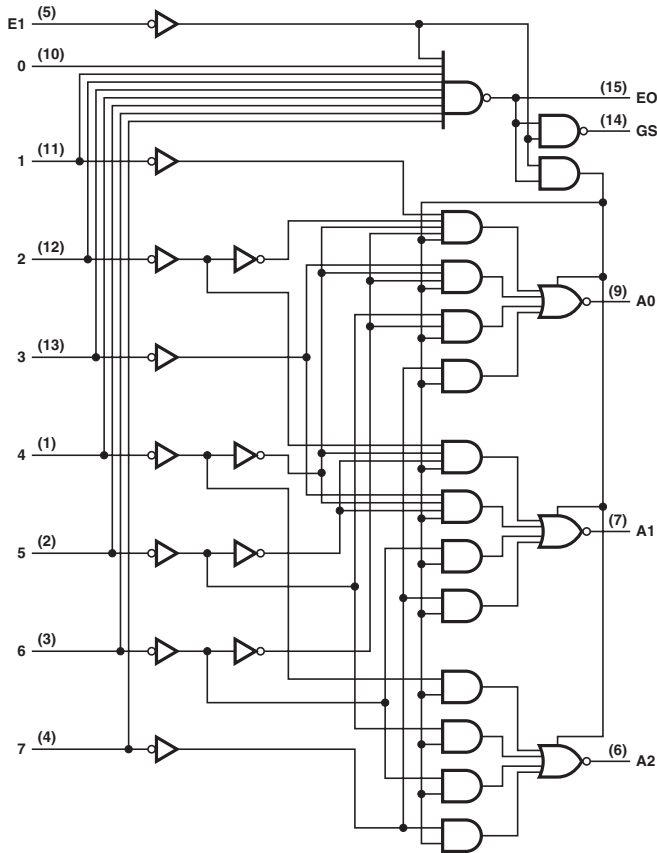 E1 (5)
0 (10)
(15) EO
(14) GS
1 (11)
2 (12)
(9) A0
3 (13)
4 (1)
(7) A1
5 (2)
6 (3)
7 (4)
(6) A2